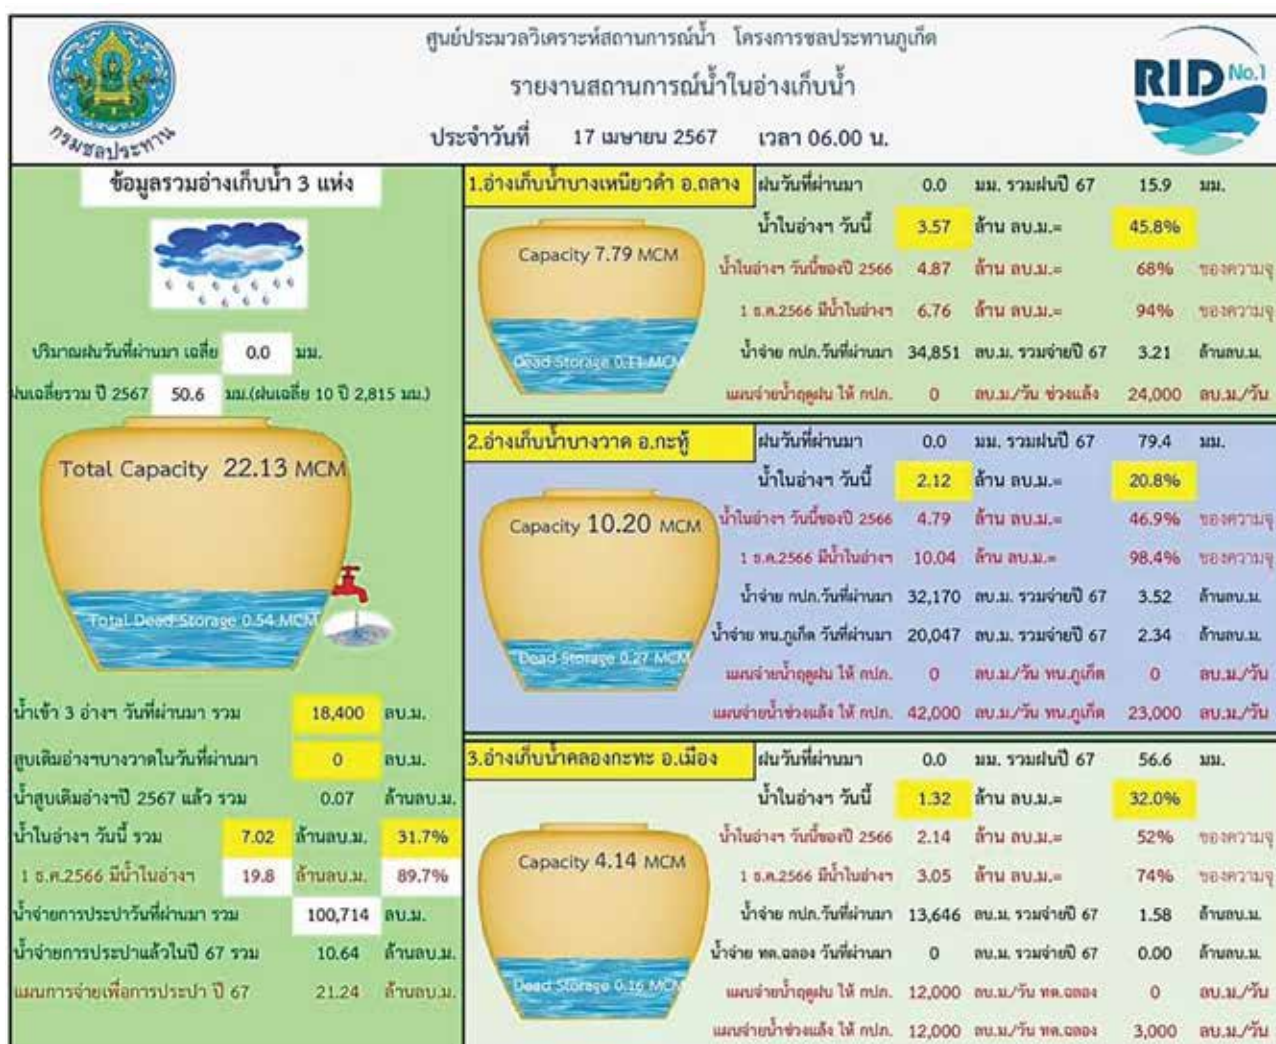 ศูนย์ประมวลวิเคราะห์สถานการณ์น้ำ โครงการชลประทานภูเก็ต
รายงานสถานการณ์น้ำในอ่างเก็บน้ำ
ประจำวันที่ 17 เมษายน 2567 เวลา 06.00 น.
กรมชลประทาน
RID No.1
ข้อมูลรวมอ่างเก็บน้ำ 3 แห่ง
ปริมาณฝนวันที่ผ่านมา เฉลี่ย 0.0 มม.
ฝนเฉลี่ยรวม ปี 2567 50.6 มม.(ฝนเฉลี่ย 10 ปี 2,815 มม.)
Total Capacity 22.13 MCM
Total Dead Storage 0.54 MCM
น้ำเข้า 3 อ่างฯ วันที่ผ่านมา รวม 18,400 ลบ.ม.
สูบเติมอ่างฯบางวาดในวันที่ผ่านมา 0 ลบ.ม.
น้ำสูบเติมอ่างฯปี 2567 แล้ว รวม 0.07 ล้านลบ.ม.
น้ำในอ่างฯ วันนี้ รวม 7.02 ล้านลบ.ม. 31.7%
1 ธ.ค.2566 มีน้ำในอ่างฯ 19.8 ล้านลบ.ม. 89.7%
น้ำจ่ายการประปาวันที่ผ่านมา รวม 100,714 ลบ.ม.
น้ำจ่ายการประปาแล้วในปี 67 รวม 10.64 ล้านลบ.ม.
แผนการจ่ายเพื่อการประปา ปี 67 21.24 ล้านลบ.ม.
1.อ่างเก็บน้ำบางเหนียวดำ อ.ถลาง ฝนวันที่ผ่านมา 0.0 มม. รวมฝนปี 67 15.9 มม.
น้ำในอ่างฯ วันนี้ 3.57 ล้าน ลบ.ม.= 45.8%
Capacity 7.79 MCM
น้ำในอ่างฯ วันนี้ของปี 2566 4.87 ล้าน ลบ.ม.= 68% ของความจุ
1 ธ.ค.2566 มีน้ำในอ่างฯ 6.76 ล้าน ลบ.ม.= 94% ของความจุ
Dead Storage 0.11 MCM
น้ำจ่าย กปภ.วันที่ผ่านมา 34,851 ลบ.ม. รวมจ่ายปี 67 3.21 ล้านลบ.ม.
แผนจ่ายน้ำฤดูฝน ให้ กปภ. 0 ลบ.ม./วัน ช่วงแล้ง 24,000 ลบ.ม./วัน
2.อ่างเก็บน้ำบางวาด อ.กะทู้ ฝนวันที่ผ่านมา 0.0 มม. รวมฝนปี 67 79.4 มม.
น้ำในอ่างฯ วันนี้ 2.12 ล้าน ลบ.ม.= 20.8%
Capacity 10.20 MCM
น้ำในอ่างฯ วันนี้ของปี 2566 4.79 ล้าน ลบ.ม.= 46.9% ของความจุ
1 ธ.ค.2566 มีน้ำในอ่างฯ 10.04 ล้าน ลบ.ม.= 98.4% ของความจุ
น้ำจ่าย กปภ.วันที่ผ่านมา 32,170 ลบ.ม. รวมจ่ายปี 67 3.52 ล้านลบ.ม.
น้ำจ่าย ทน.ภูเก็ต วันที่ผ่านมา 20,047 ลบ.ม. รวมจ่ายปี 67 2.34 ล้านลบ.ม.
Dead Storage 0.27 MCM
แผนจ่ายน้ำฤดูฝน ให้ กปภ. 0 ลบ.ม./วัน ทน.ภูเก็ต 0 ลบ.ม./วัน
แผนจ่ายน้ำช่วงแล้ง ให้ กปภ. 42,000 ลบ.ม./วัน ทน.ภูเก็ต 23,000 ลบ.ม./วัน
3.อ่างเก็บน้ำคลองกะทะ อ.เมือง ฝนวันที่ผ่านมา 0.0 มม. รวมฝนปี 67 56.6 มม.
น้ำในอ่างฯ วันนี้ 1.32 ล้าน ลบ.ม.= 32.0%
น้ำในอ่างฯ วันนี้ของปี 2566 2.14 ล้าน ลบ.ม.= 52% ของความจุ
Capacity 4.14 MCM
1 ธ.ค.2566 มีน้ำในอ่างฯ 3.05 ล้าน ลบ.ม.= 74% ของความจุ
น้ำจ่าย กปภ.วันที่ผ่านมา 13,646 ลบ.ม. รวมจ่ายปี 67 1.58 ล้านลบ.ม.
น้ำจ่าย ทต.ฉลอง วันที่ผ่านมา 0 ลบ.ม. รวมจ่ายปี 67 0.00 ล้านลบ.ม.
Dead Storage 0.16 MCM
แผนจ่ายน้ำฤดูฝน ให้ กปภ. 12,000 ลบ.ม./วัน ทต.ฉลอง 0 ลบ.ม./วัน
แผนจ่ายน้ำช่วงแล้ง ให้ กปภ. 12,000 ลบ.ม./วัน ทต.ฉลอง 3,000 ลบ.ม./วัน